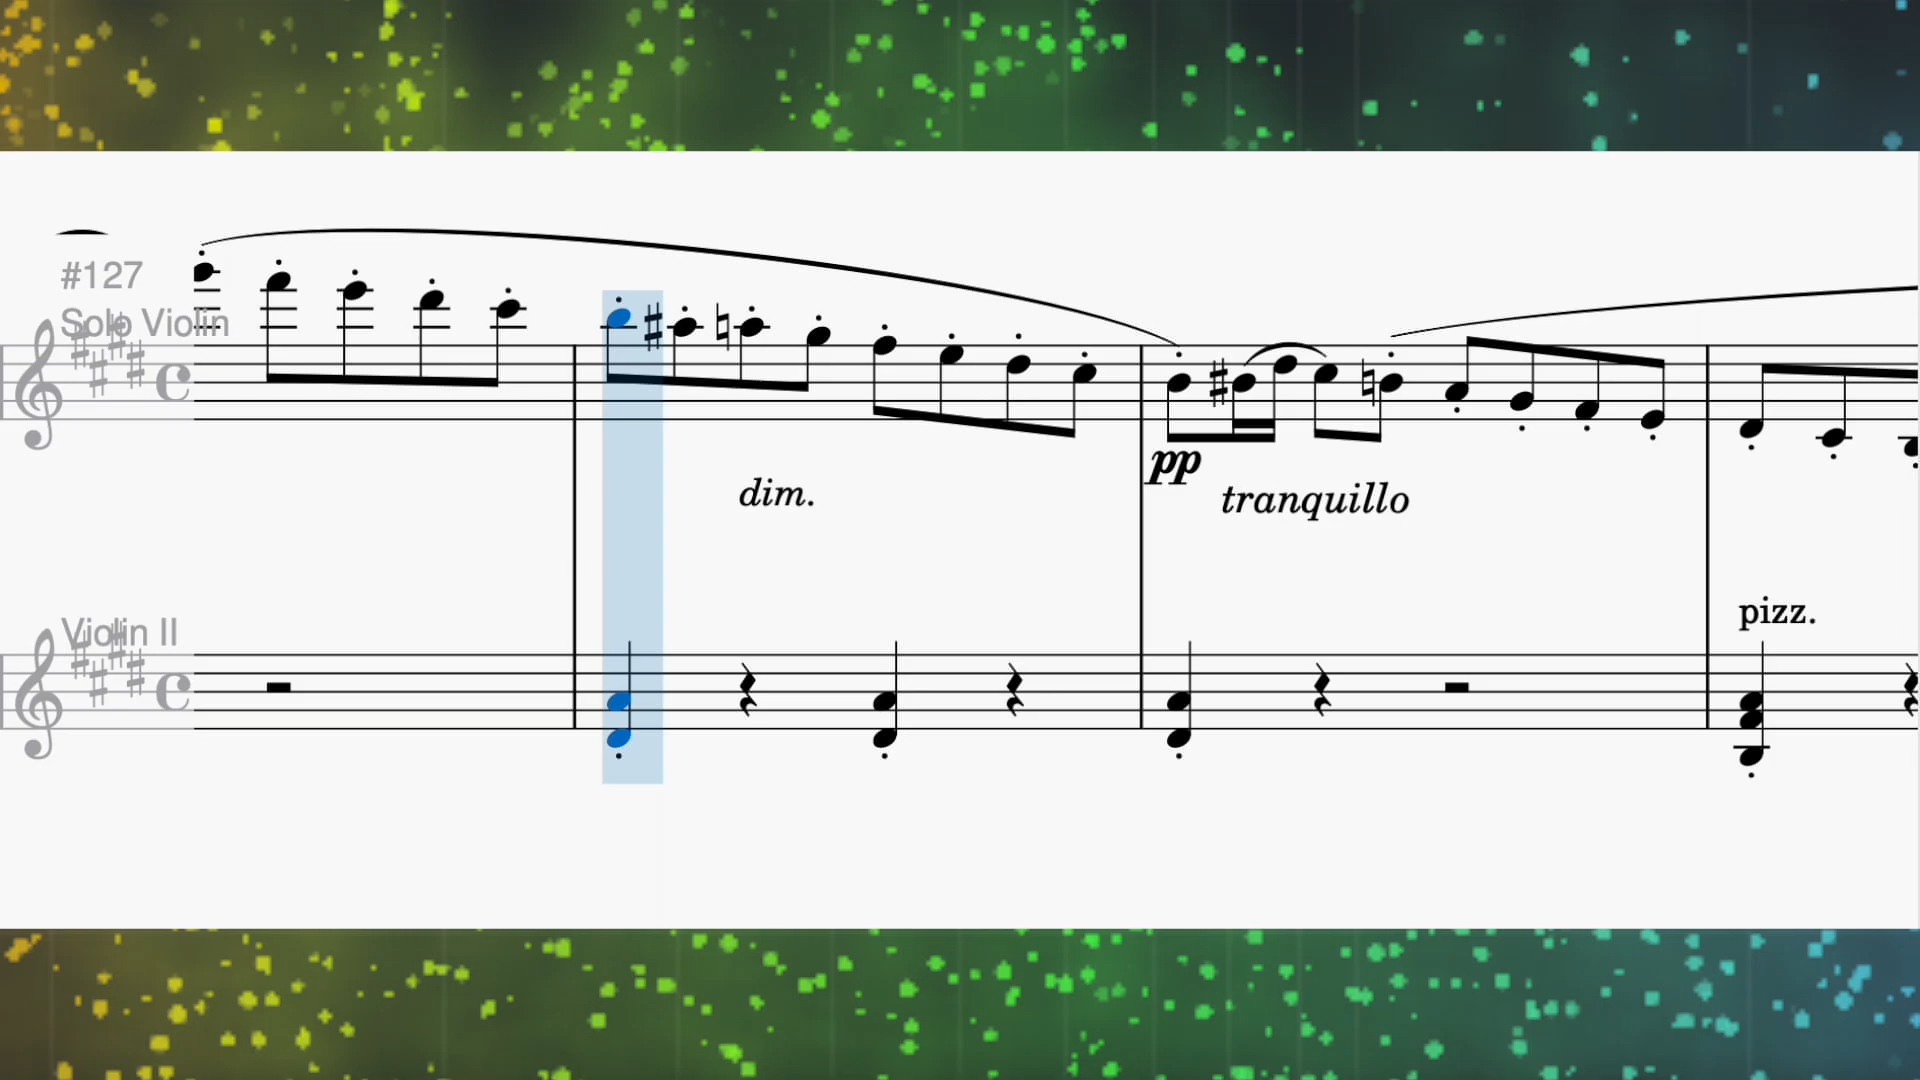 #127
Solo Violin
dim.
pp
tranquillo
Violin II
pizz.